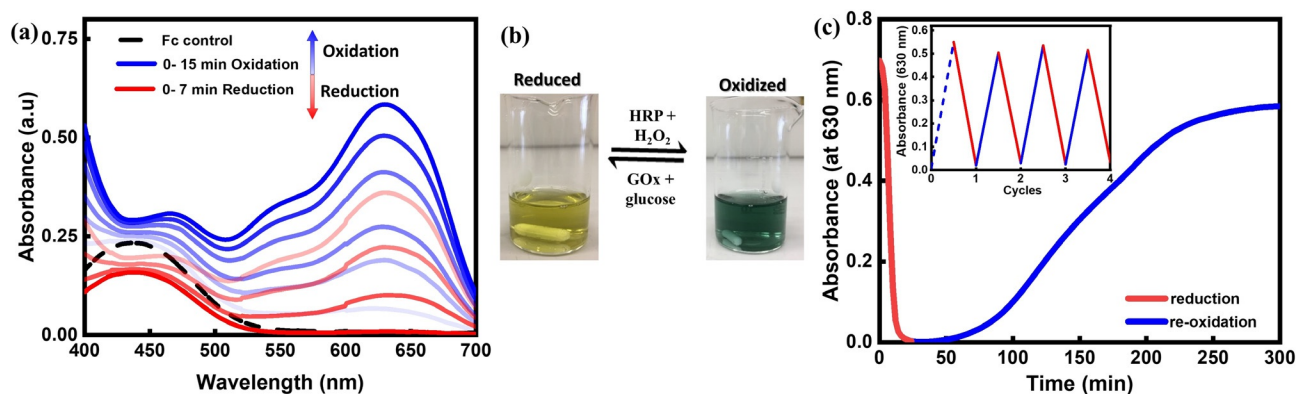 (a)
Absorbance (a.u)
0.75
0.50
0.25
0.00
400
450
500
550
600
650
700
Wavelength (nm)
Fc control
0- 15 min Oxidation
0- 7 min Reduction
Oxidation
Reduction
(b)
Reduced
Oxidized
HRP +
H₂O₂
GOx +
glucose
(c)
Absorbance (at 630 nm)
0.8
0.6
0.4
0.2
0.0
0
50
100
150
200
250
300
Time (min)
reduction
re-oxidation
Absorbance (630 nm)
0.6
0.5
0.4
0.3
0.2
0.1
0.0
0
1
2
3
4
Cycles